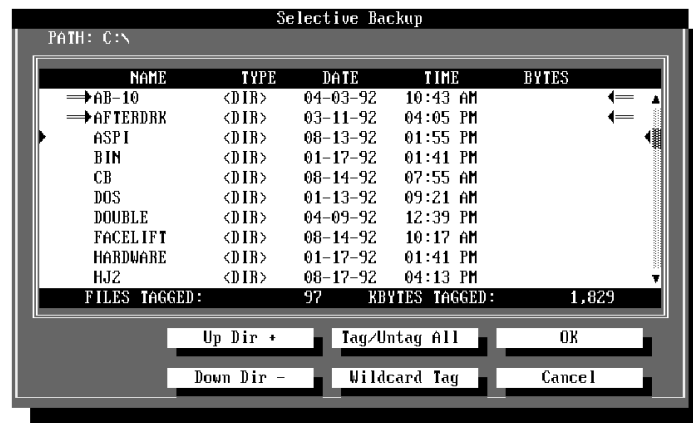 Selective Backup
PATH: C:\
NAME TYPE DATE TIME BYTES
AB-10 <DIR> 04-03-92 10:43 AM
AFTERDRK <DIR> 03-11-92 04:05 PM
ASPI <DIR> 08-13-92 01:55 PM
BIN <DIR> 01-17-92 01:41 PM
CB <DIR> 08-14-92 07:55 AM
DOS <DIR> 01-13-92 09:21 AM
DOUBLE <DIR> 04-09-92 12:39 PM
FACELIFT <DIR> 08-14-92 10:17 AM
HARDWARE <DIR> 01-17-92 01:41 PM
HJ2 <DIR> 08-17-92 04:13 PM
FILES TAGGED: 97 KBYTES TAGGED: 1,829
Up Dir + Tag/Untag All OK
Down Dir - Wildcard Tag Cancel